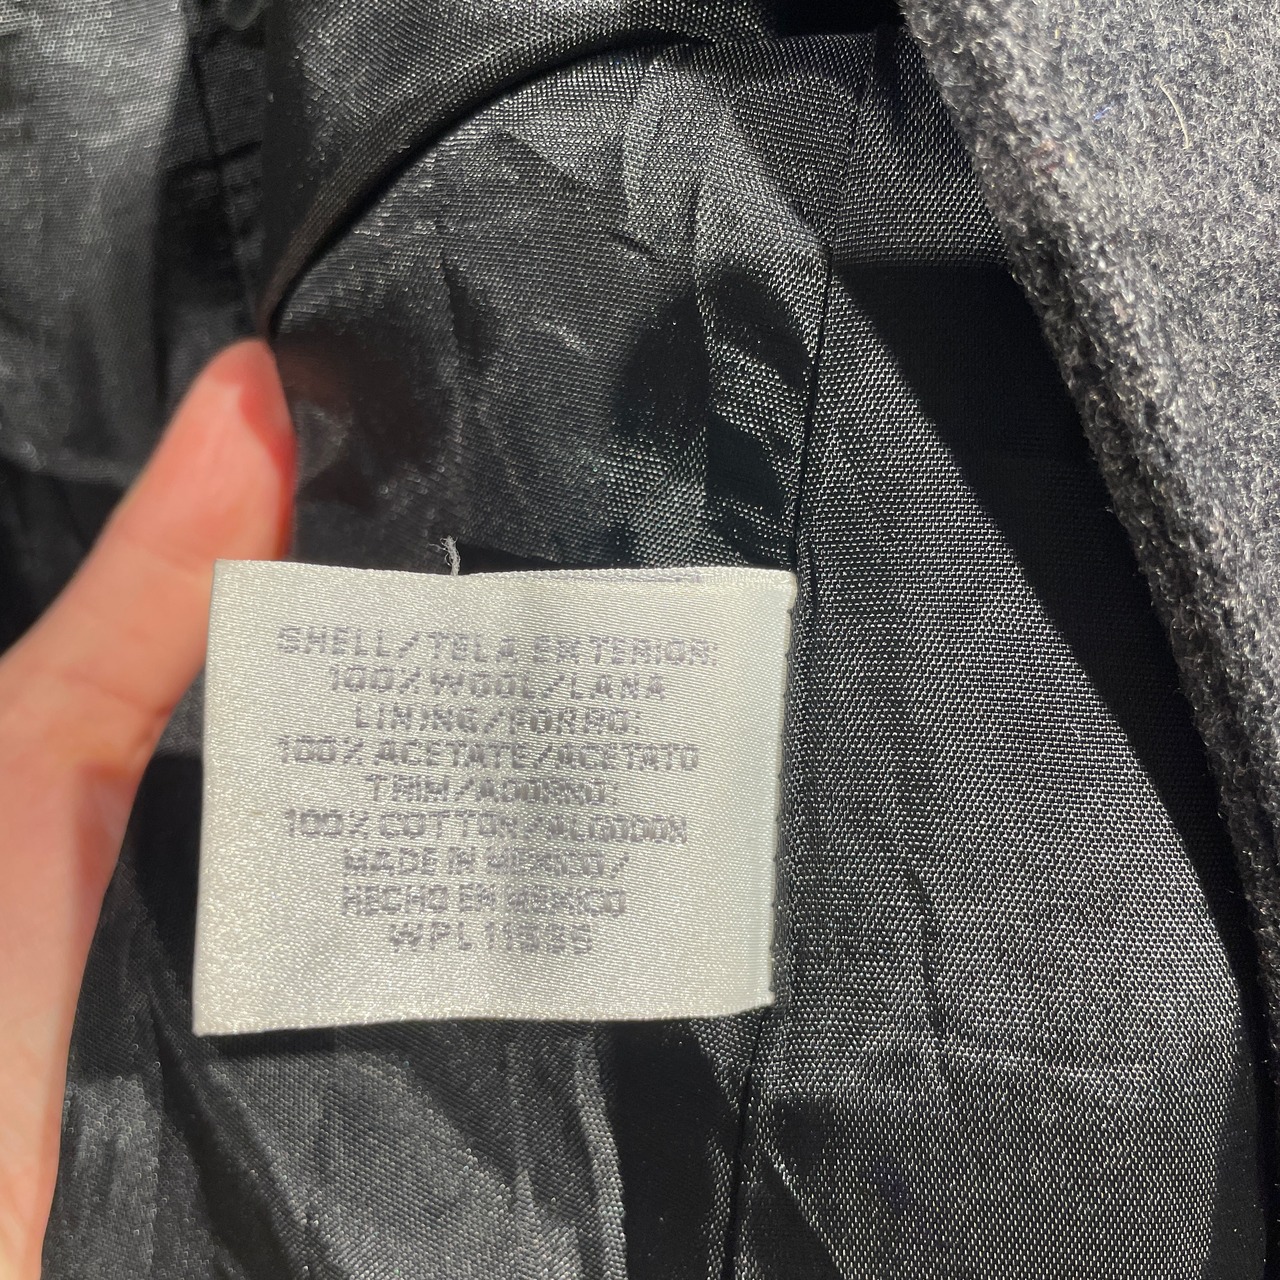 SHELL/TELA EXTERIOR:
100% WOOL/LANA
LINING/FORRO:
100% ACETATE/ACETATO
TRIM/ADORNO:
100% COTTON/ALGODON
MADE IN MEXICO/
HECHO EN MEXICO
WPL